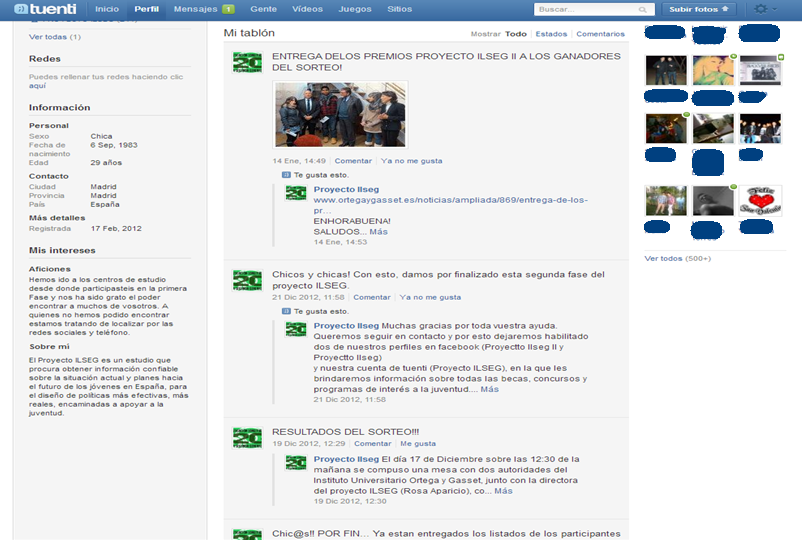 tuenti
Inicio Perfil Mensajes 1 Gente Vídeos Juegos Sitios
Buscar...
Subir fotos
Ver todas (1)
Redes
Puedes rellenar tus redes haciendo clic
aquí
Información
Personal
Sexo Chica
Fecha de
nacimiento
6 Sep, 1983
Edad 29 años
Contacto
Ciudad Madrid
Provincia Madrid
País España
Más detalles
Registrada 17 Feb, 2012
Mis intereses
Aficiones
Hemos ido a los centros de estudio
desde donde participasteis en la primera
Fase y nos ha sido grato el poder
encontrar a muchos de vosotros. A
quienes no hemos podido encontrar
estamos tratando de localizar por las
redes sociales y teléfono.
Sobre mí
El Proyecto ILSEG es un estudio que
procura obtener información confiable
sobre la situación actual y planes hacia
el futuro de los jóvenes en España, para
el diseño de políticas más efectivas, más
reales, encaminadas a apoyar a la
juventud.
Mi tablón
Mostrar Todo Estados Comentarios
ENTREGA DELOS PREMIOS PROYECTO ILSEG II A LOS GANADORES
DEL SORTEO!
14 Ene, 14:49 Comentar Ya no me gusta
Te gusta esto.
Proyecto Ilseg
www.ortegaygasset.es/noticias/ampliada/869/entrega-de-los-
pr...
ENHORABUENA!
SALUDOS... Más
14 Ene, 14:53
Chicos y chicas! Con esto, damos por finalizado esta segunda fase del
proyecto ILSEG.
21 Dic 2012, 11:58 Comentar Ya no me gusta
Te gusta esto.
Proyecto Ilseg Muchas gracias por toda vuestra ayuda.
Queremos seguir en contacto y por esto dejaremos habilitado
dos de nuestros perfiles en facebook (Proyectto Ilseg II y
Proyectto Ilseg)
y nuestra cuenta de tuenti (Proyecto ILSEG), en la que les
brindaremos información sobre todas las becas, concursos y
programas de interés a la juventud.... Más
21 Dic 2012, 11:58
RESULTADOS DEL SORTEO!!!
19 Dic 2012, 12:29 Comentar Me gusta
Proyecto Ilseg El día 17 de Diciembre sobre las 12:30 de la
mañana se compuso una mesa con dos autoridades del
Instituto Universitario Ortega y Gasset, junto con la directora
del proyecto ILSEG (Rosa Aparicio), co... Más
19 Dic 2012, 12:30
Chic@s!! POR FIN... Ya estan entregados los listados de los participantes
Ver todos (500+)